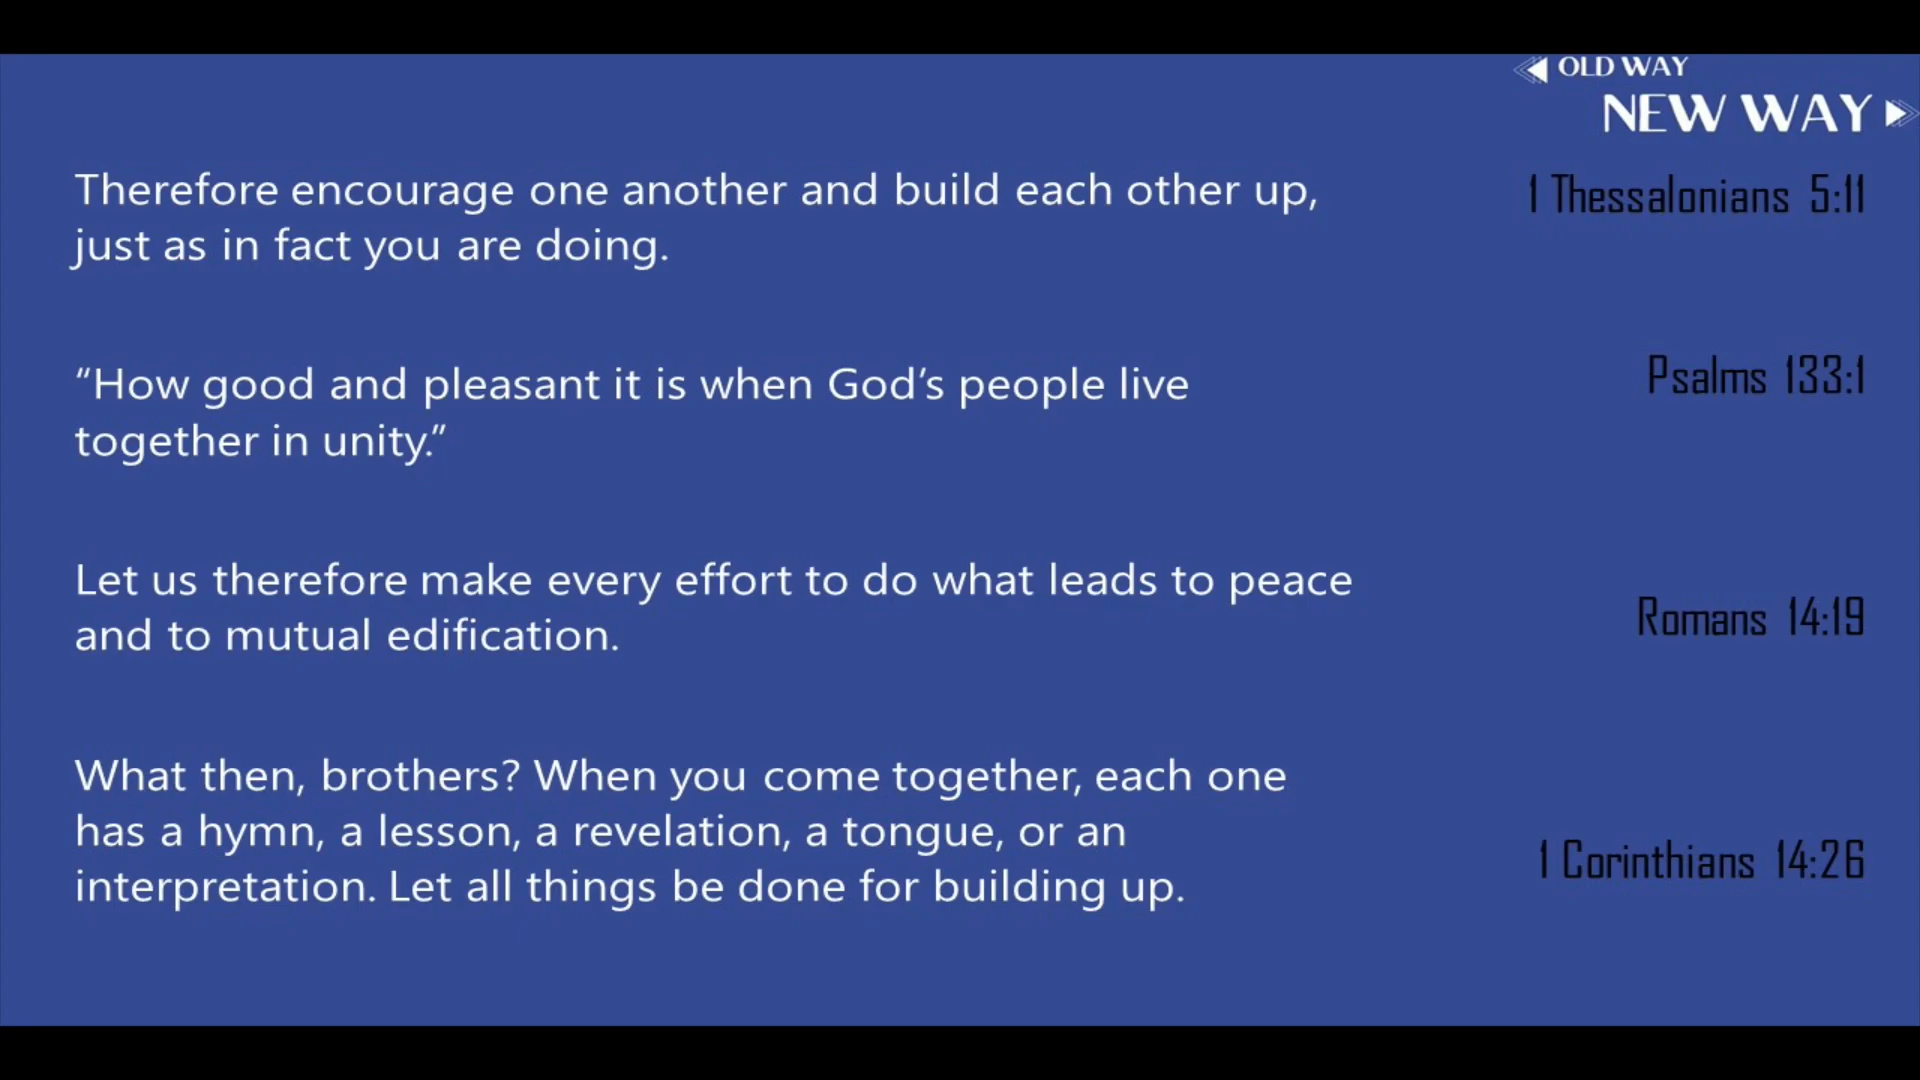 OLD WAY
NEW WAY
Therefore encourage one another and build each other up,
just as in fact you are doing.
1 Thessalonians 5:11
“How good and pleasant it is when God’s people live
together in unity.”
Psalms 133:1
Let us therefore make every effort to do what leads to peace
and to mutual edification.
Romans 14:19
What then, brothers? When you come together, each one
has a hymn, a lesson, a revelation, a tongue, or an
interpretation. Let all things be done for building up.
1 Corinthians 14:26